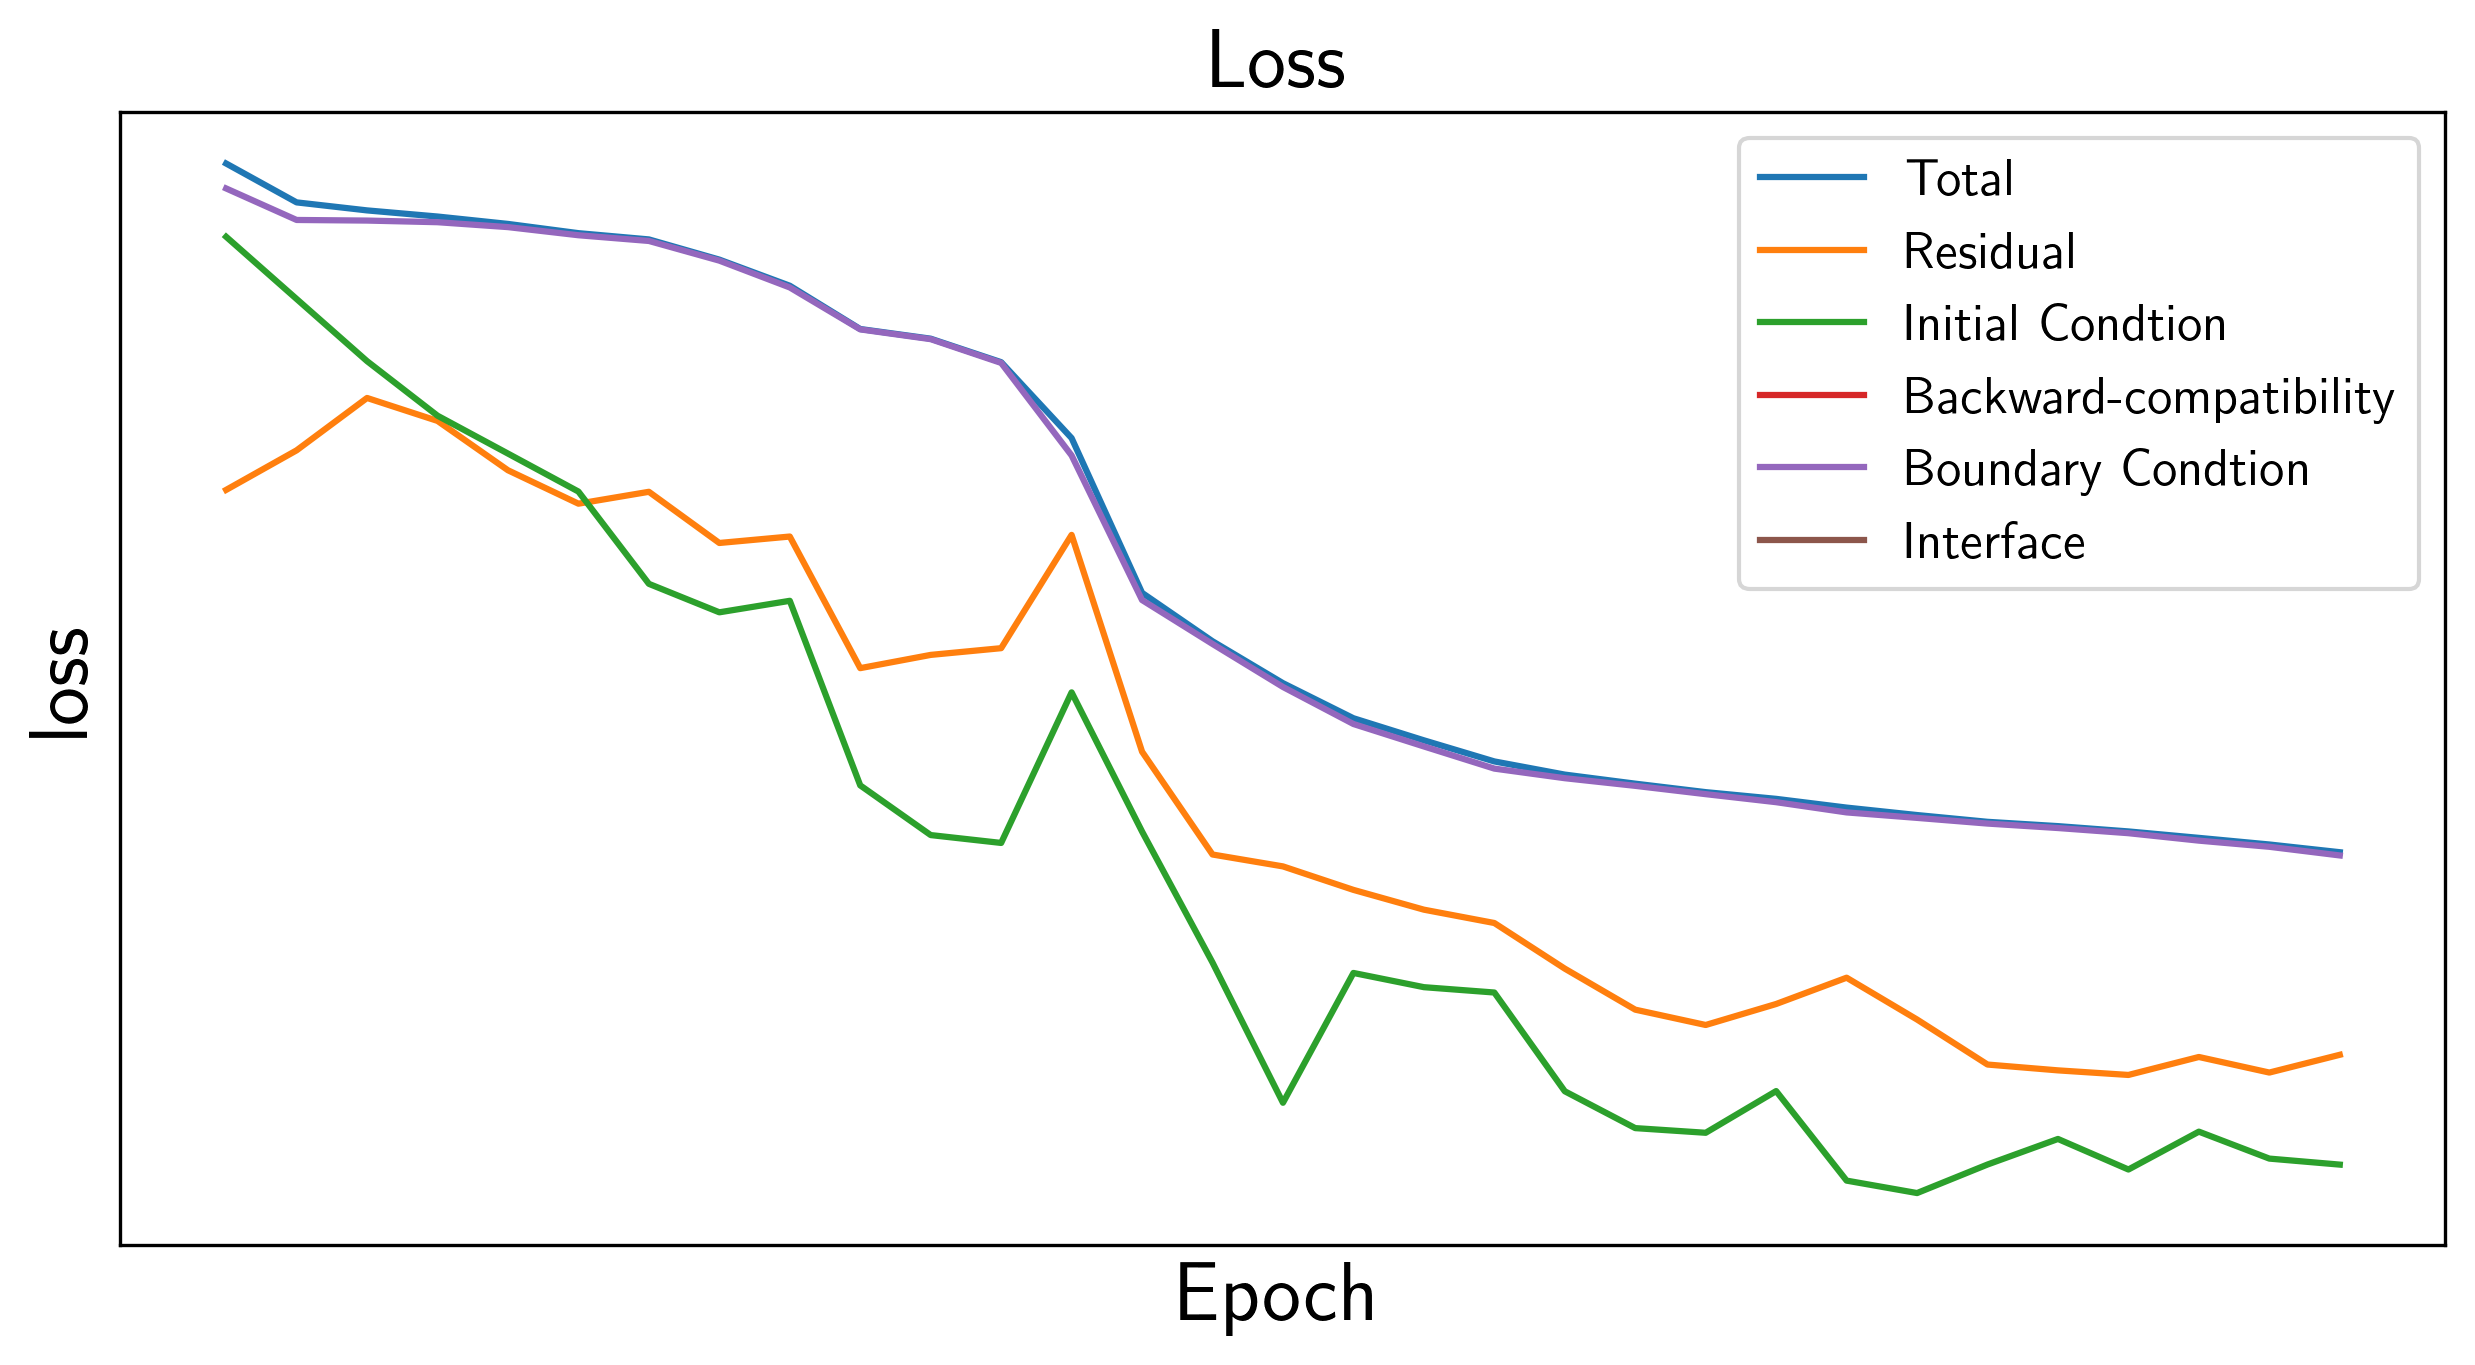 Loss
Total
Residual
Initial Condtion
Backward-compatibility
Boundary Condtion
Interface
loss
Epoch